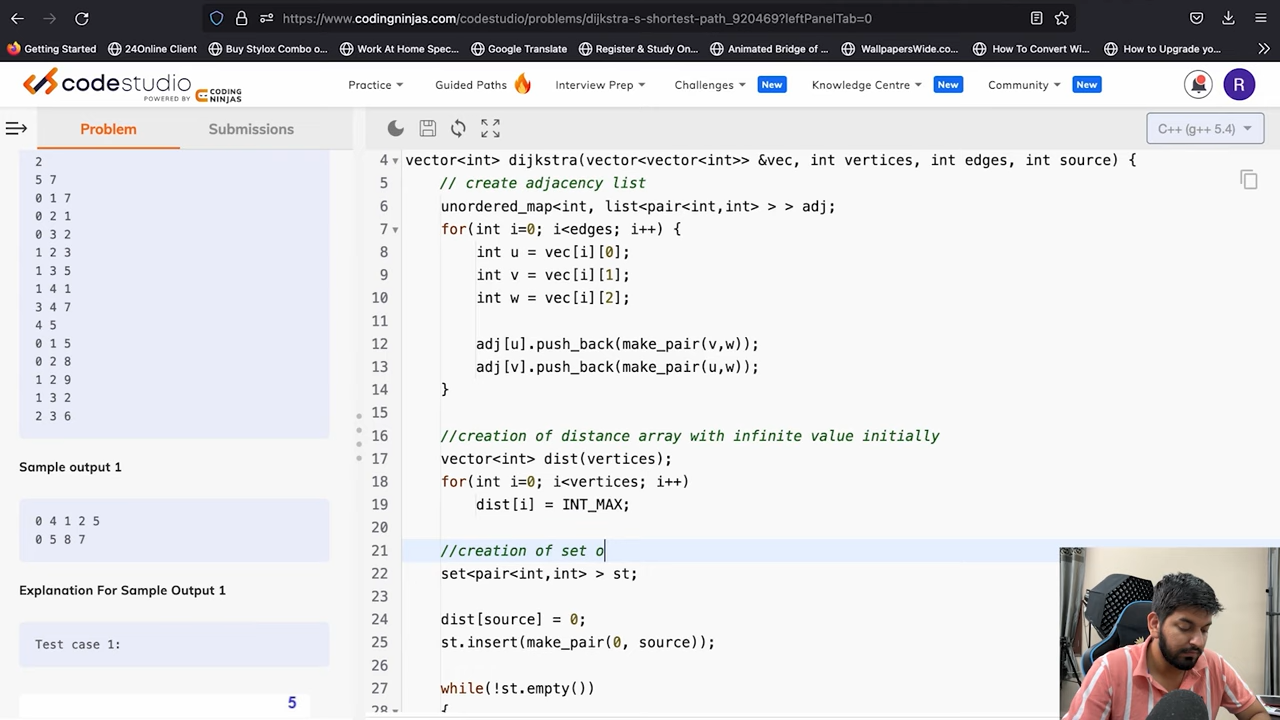 https://www.codingninjas.com/codestudio/problems/dijkstra-s-shortest-path_920469?leftPanelTab=0
Getting Started 24Online Client Buy Stylox Combo o... Work At Home Spec... Google Translate Register & Study On... Animated Bridge of ... WallpapersWide.co... How To Convert Wi... How to Upgrade yo...
codestudio Practice Guided Paths Interview Prep Challenges New Knowledge Centre New Community New R
POWERED BY CODING NINJAS
Problem Submissions C++ (g++ 5.4)
2
5 7
0 1 7
0 2 1
0 3 2
1 2 3
1 3 5
1 4 1
3 4 7
4 5
0 1 5
0 2 8
1 2 9
1 3 2
2 3 6
Sample output 1
0 4 1 2 5
0 5 8 7
Explanation For Sample Output 1
Test case 1:
5
4 vector<int> dijkstra(vector<vector<int>> &vec, int vertices, int edges, int source) {
5 // create adjacency list
6 unordered_map<int, list<pair<int,int> > > adj;
7 for(int i=0; i<edges; i++) {
8 int u = vec[i][0];
9 int v = vec[i][1];
10 int w = vec[i][2];
11
12 adj[u].push_back(make_pair(v,w));
13 adj[v].push_back(make_pair(u,w));
14 }
15
16 //creation of distance array with infinite value initially
17 vector<int> dist(vertices);
18 for(int i=0; i<vertices; i++)
19 dist[i] = INT_MAX;
20
21 //creation of set o
22 set<pair<int,int> > st;
23
24 dist[source] = 0;
25 st.insert(make_pair(0, source));
26
27 while(!st.empty())
28 {